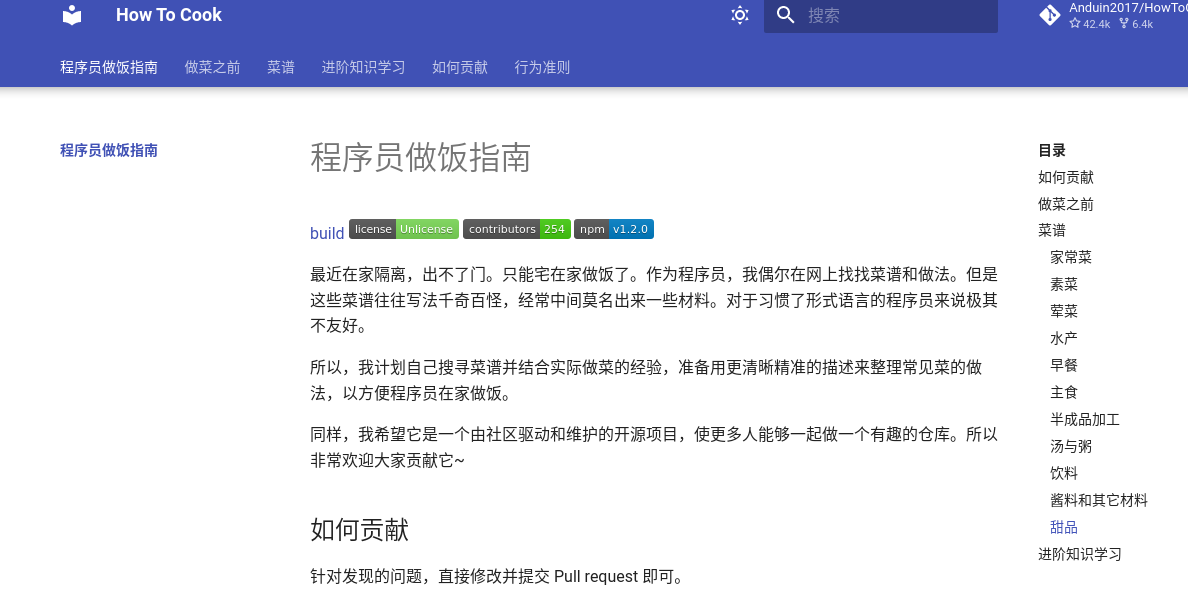 How To Cook
搜索
Anduin2017/HowToC
42.4k 6.4k
程序员做饭指南 做菜之前 菜谱 进阶知识学习 如何贡献 行为准则
程序员做饭指南
程序员做饭指南
build license Unlicense contributors 254 npm v1.2.0
最近在家隔离，出不了门。只能宅在家做饭了。作为程序员，我偶尔在网上找找菜谱和做法。但是
这些菜谱往往写法千奇百怪，经常中间莫名出来一些材料。对于习惯了形式语言的程序员来说极其
不友好。
所以，我计划自己搜寻菜谱并结合实际做菜的经验，准备用更清晰精准的描述来整理常见菜的做
法，以方便程序员在家做饭。
同样，我希望它是一个由社区驱动和维护的开源项目，使更多人能够一起做一个有趣的仓库。所以
非常欢迎大家贡献它~
如何贡献
针对发现的问题，直接修改并提交 Pull request 即可。
目录
如何贡献
做菜之前
菜谱
家常菜
素菜
荤菜
水产
早餐
主食
半成品加工
汤与粥
饮料
酱料和其它材料
甜品
进阶知识学习